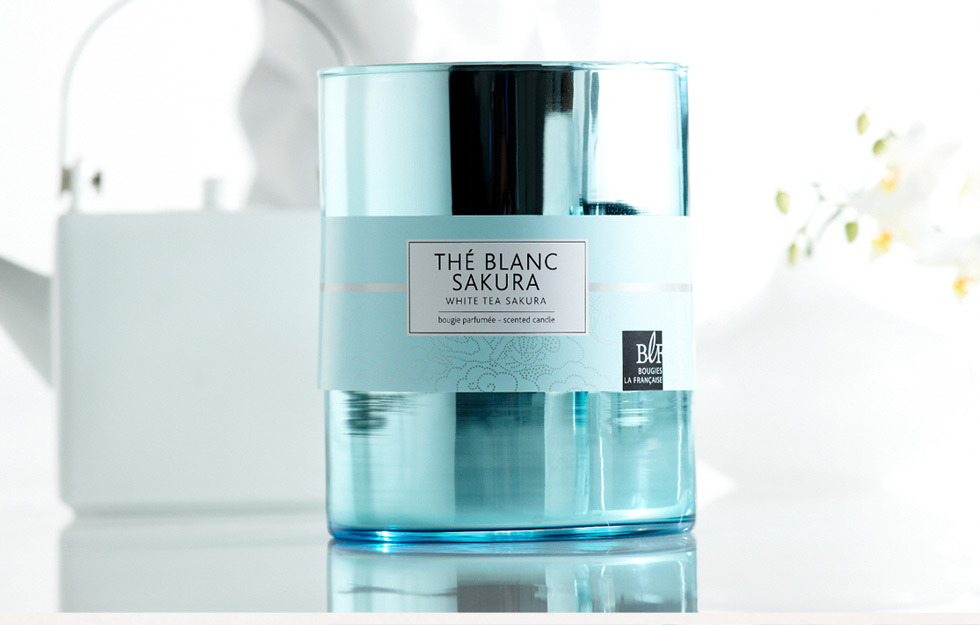 THÉ BLANC
SAKURA
WHITE TEA SAKURA
bougie parfumée - scented candle
BlF
BOUGIES
LA FRANÇAISE